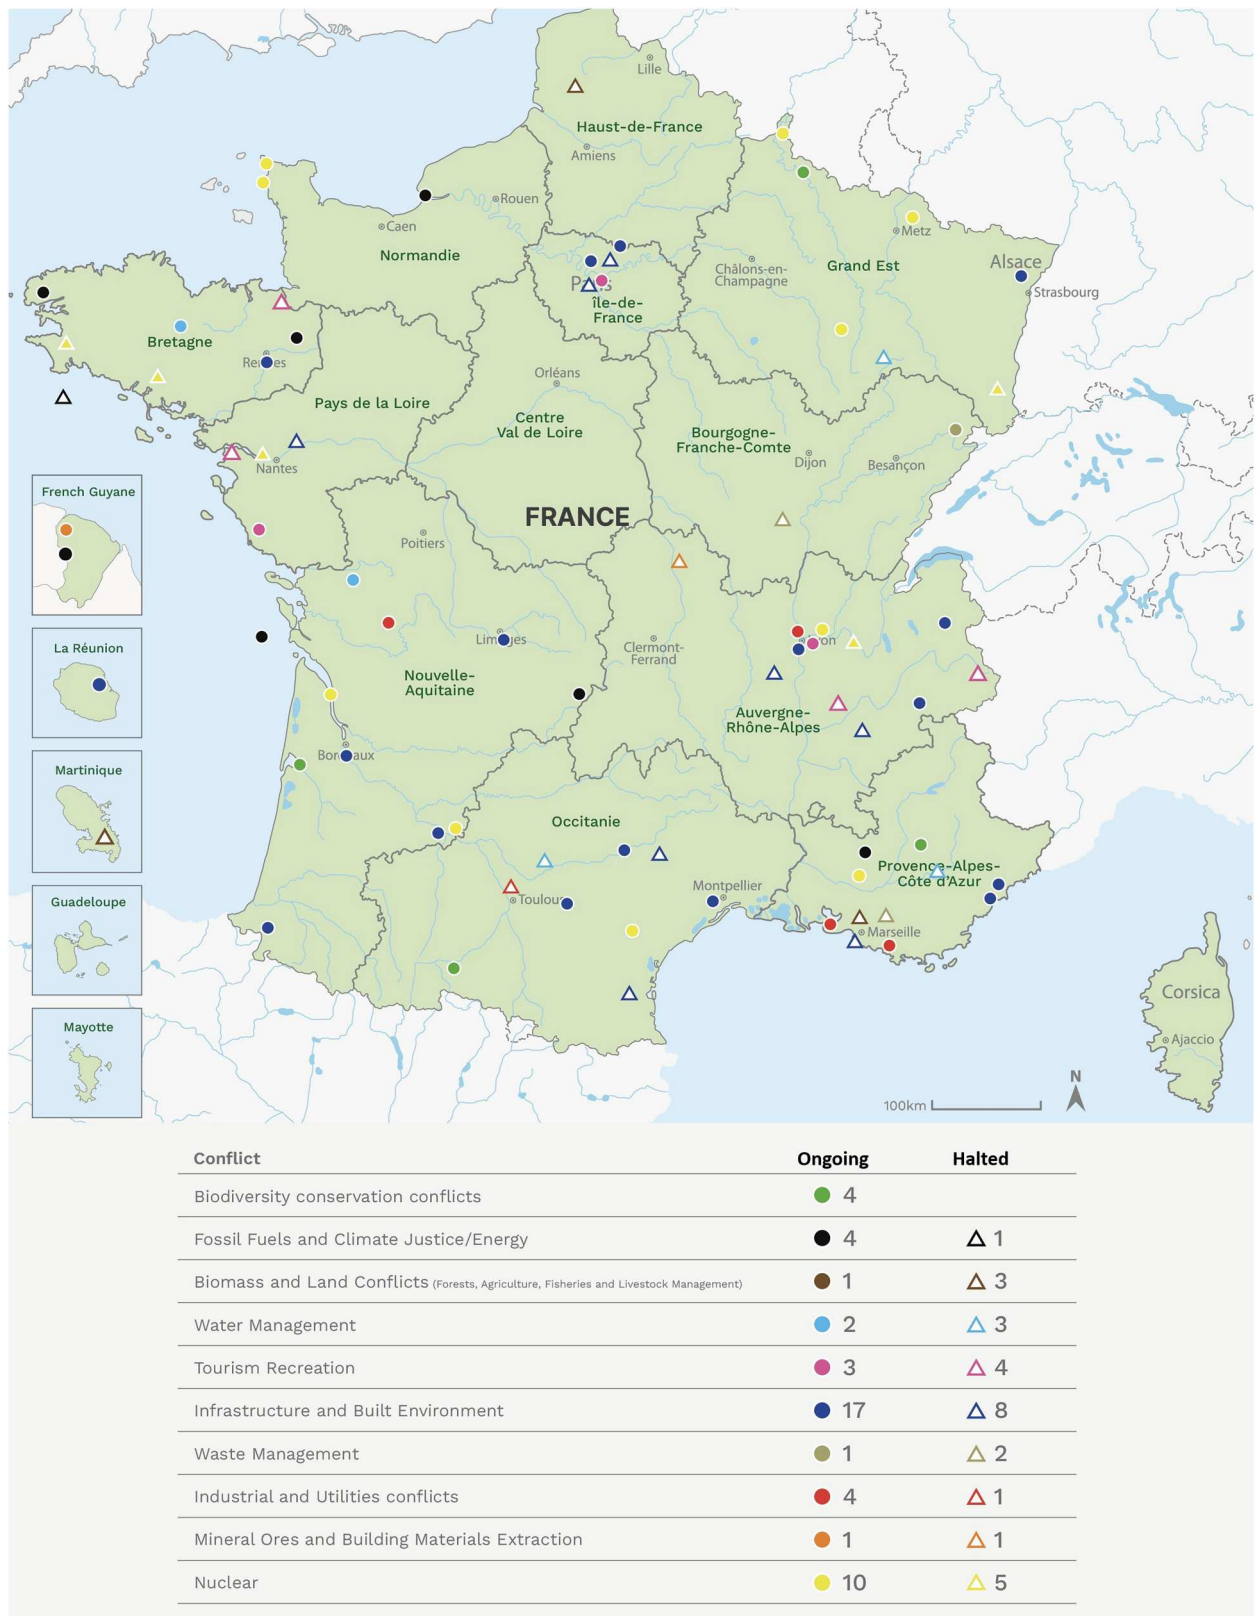 Lille
Haust-de-France
Amiens
Rouen
Caen
Normandie
Metz
Châlons-en-
Champagne
Grand Est
Alsace
Strasbourg
Île-de-
France
Bretagne
Pays de la Loire
Orléans
Centre
Val de Loire
Bourgogne-
Franche-Comte
Dijon
Besançon
Nantes
FRANCE
French Guyane
Poitiers
La Réunion
Clermont-
Ferrand
Nouvelle-
Aquitaine
Auvergne-
Rhône-Alpes
Martinique
Occitanie
Provence-Alpes-
Côte d'Azur
Montpellier
Guadeloupe
Marseille
Corsica
Ajaccio
Mayotte
100km
N
Conflict Ongoing Halted
Biodiversity conservation conflicts 4
Fossil Fuels and Climate Justice/Energy 4 1
Biomass and Land Conflicts (Forests, Agriculture, Fisheries and Livestock Management) 1 3
Water Management 2 3
Tourism Recreation 3 4
Infrastructure and Built Environment 17 8
Waste Management 1 2
Industrial and Utilities conflicts 4 1
Mineral Ores and Building Materials Extraction 1 1
Nuclear 10 5